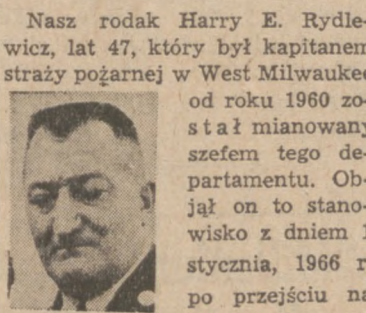 Nasz rodak Harry E. Rydle-
wicz, lat 47, który był kapitanem
straży pożarnej w West Milwaukee
od roku 1960 zo-
stał mianowany
szefem tego de-
partamentu. Ob-
jął on to stano-
wisko z dniem 1
stycznia, 1966 r
po przejściu na